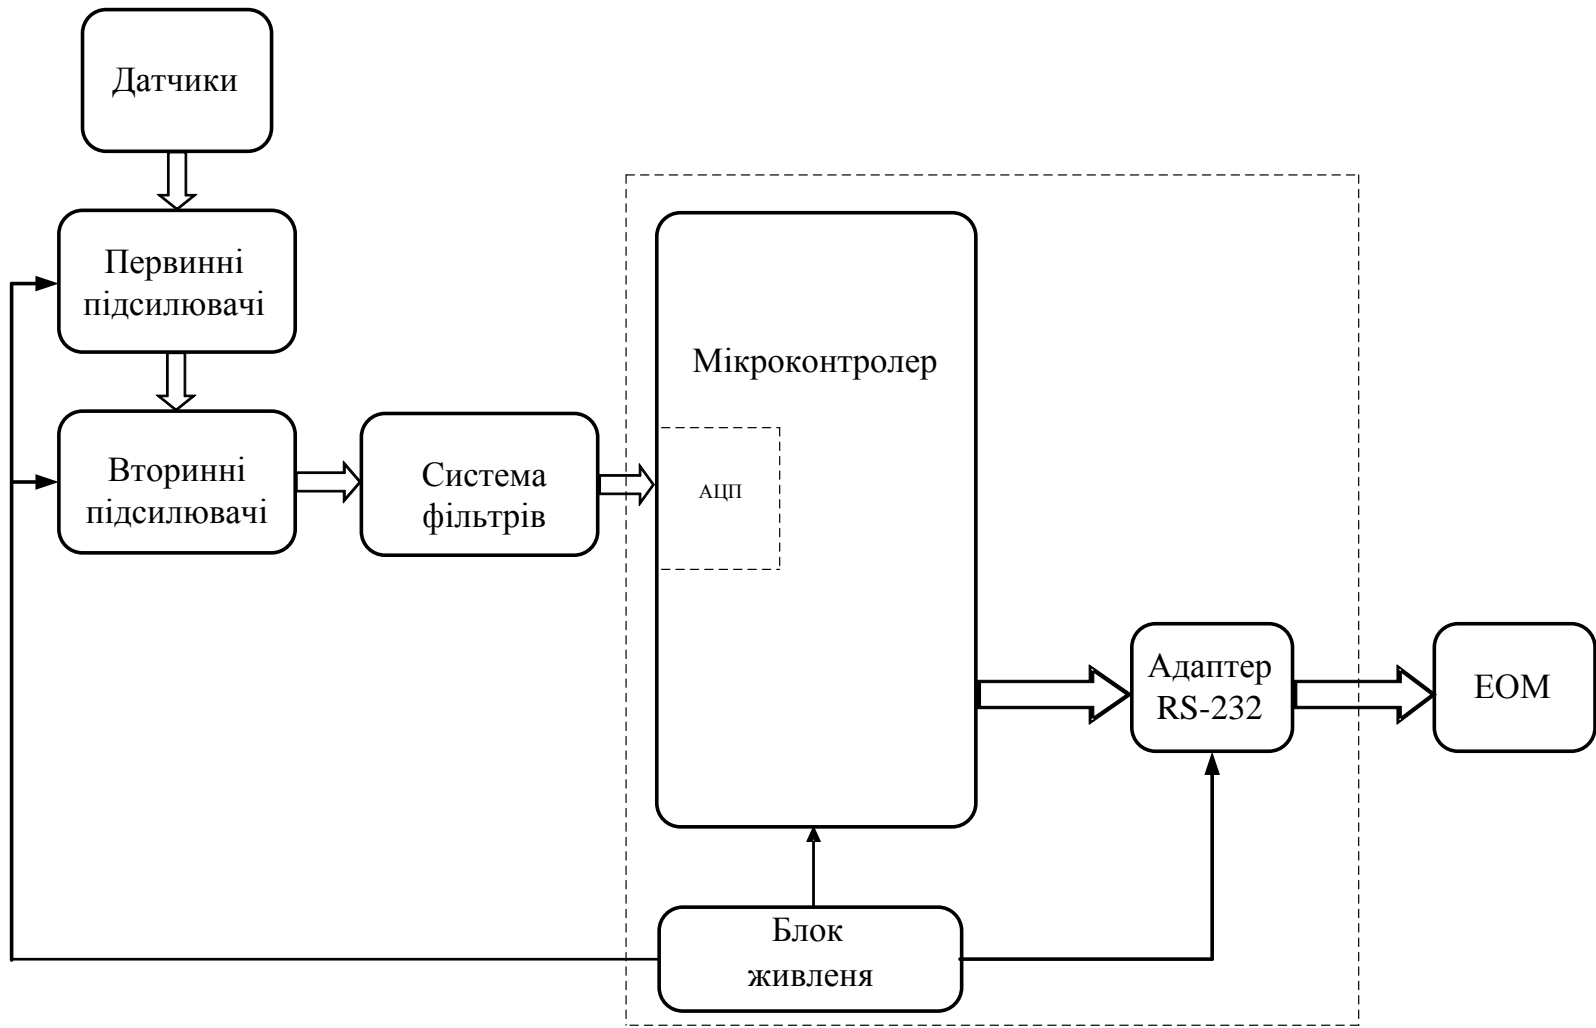 Датчики
Первинні
підсилювачі
Вторинні
підсилювачі
Система
фільтрів
Мікроконтролер
АЦП
Адаптер
RS-232
ЕОМ
Блок
живленя